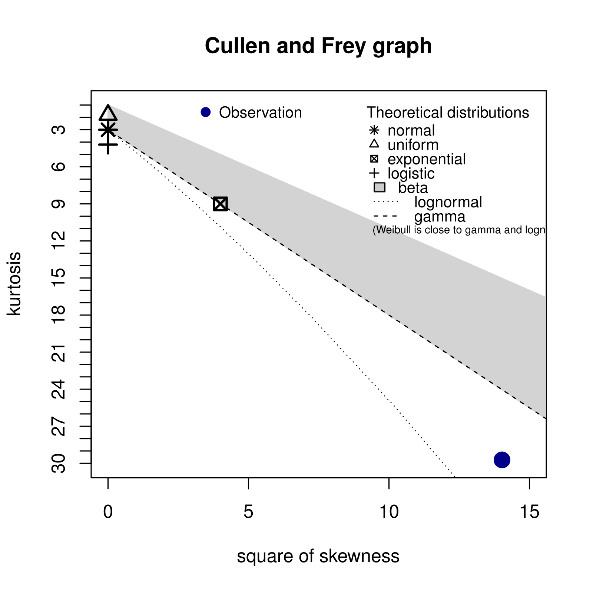 Cullen and Frey graph
Observation
Theoretical distributions
normal
uniform
exponential
logistic
beta
lognormal
gamma
(Weibull is close to gamma and logn
kurtosis
3
6
9
12
15
18
21
24
27
30
0 5 10 15
square of skewness